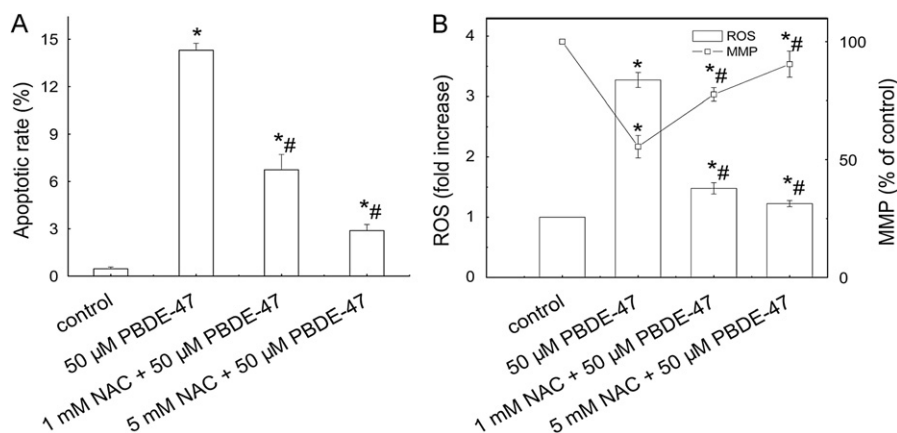 A
Apoptotic rate (%)
15
12
9
6
3
0
*
*#
*#
control
50 µM PBDE-47
1 mM NAC + 50 µM PBDE-47
5 mM NAC + 50 µM PBDE-47
B
ROS (fold increase)
4
3
2
1
0
ROS
MMP
*
*
*#
*#
*#
*#
100
50
0
MMP (% of control)
control
50 µM PBDE-47
1 mM NAC + 50 µM PBDE-47
5 mM NAC + 50 µM PBDE-47